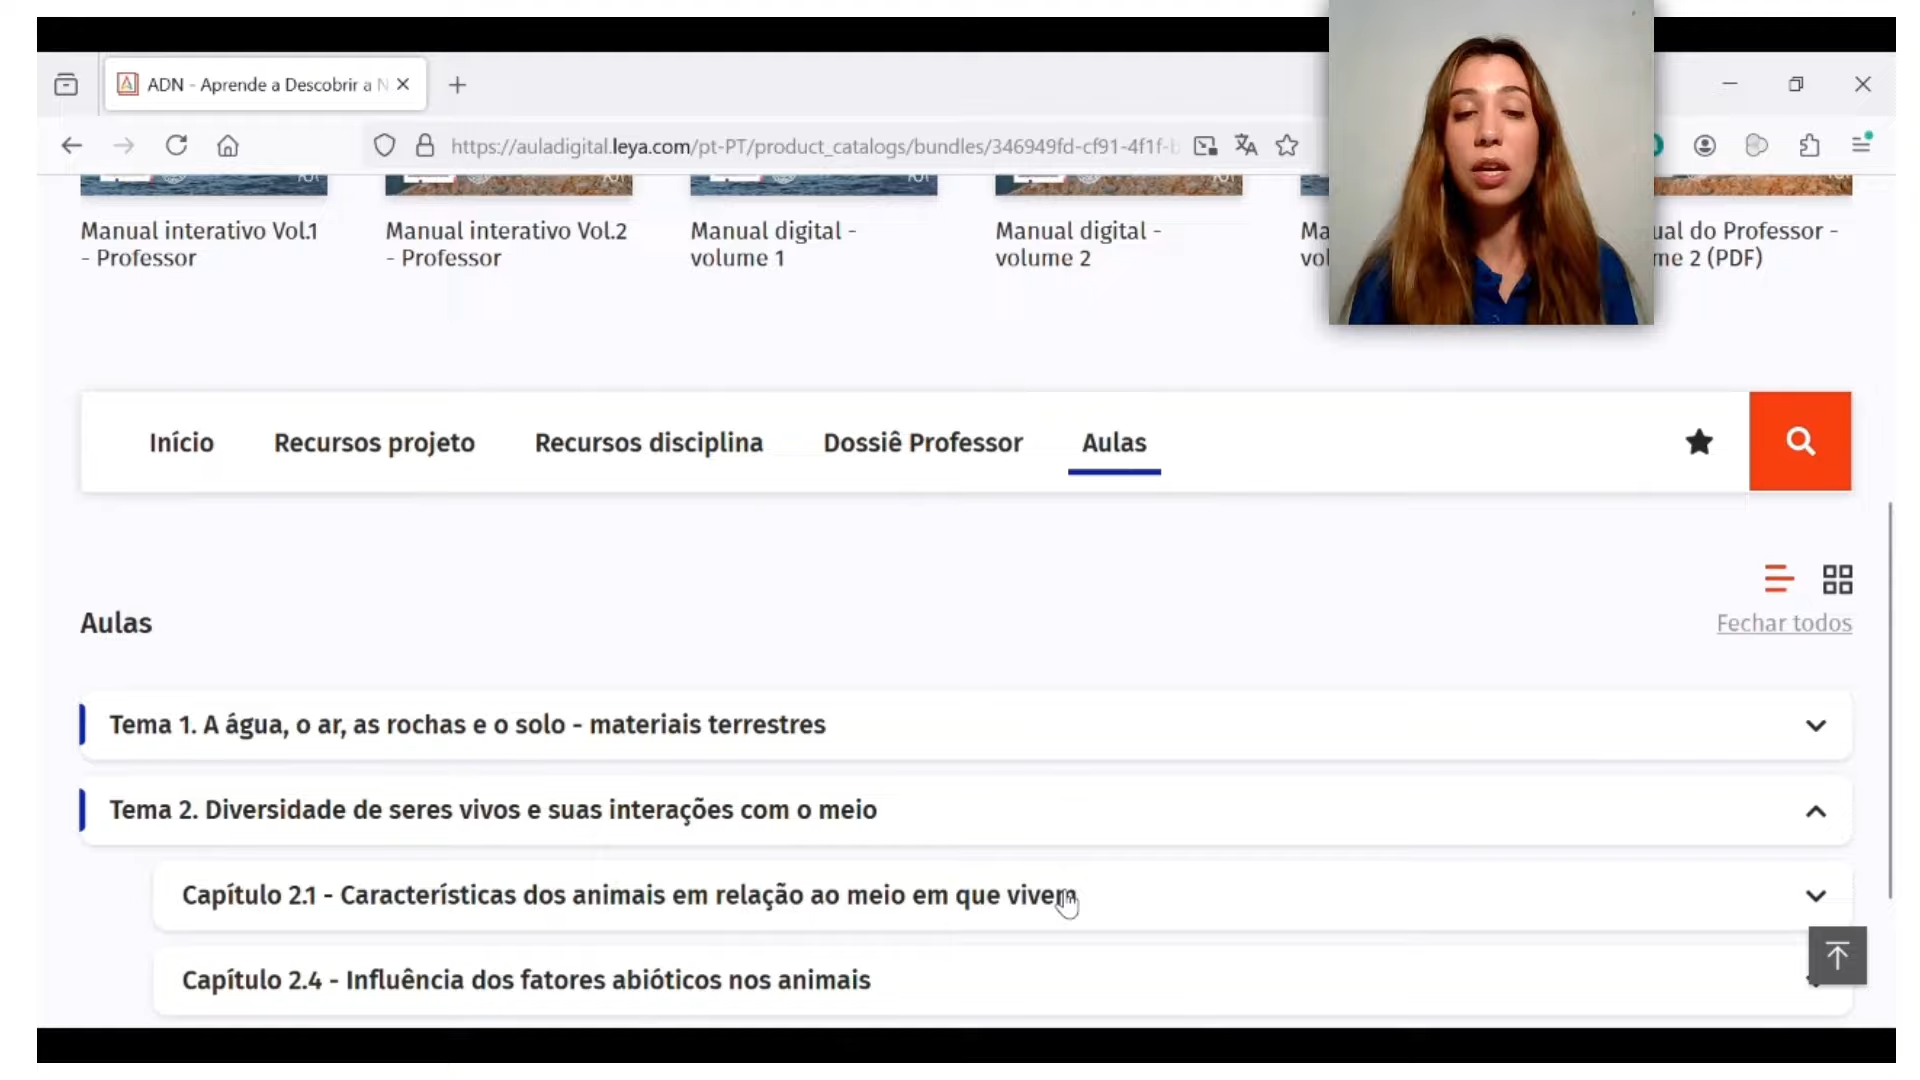 ADN - Aprende a Descobrir a N
https://auladigital.leya.com/pt-PT/product_catalogs/bundles/346949fd-cf91-4f1f-b
Manual interativo Vol.1
- Professor
Manual interativo Vol.2
- Professor
Manual digital -
volume 1
Manual digital -
volume 2
Ma
vol
ual do Professor -
me 2 (PDF)
Início
Recursos projeto
Recursos disciplina
Dossiê Professor
Aulas
Aulas
Fechar todos
Tema 1. A água, o ar, as rochas e o solo - materiais terrestres
Tema 2. Diversidade de seres vivos e suas interações com o meio
Capítulo 2.1 - Características dos animais em relação ao meio em que vivem
Capítulo 2.4 - Influência dos fatores abióticos nos animais